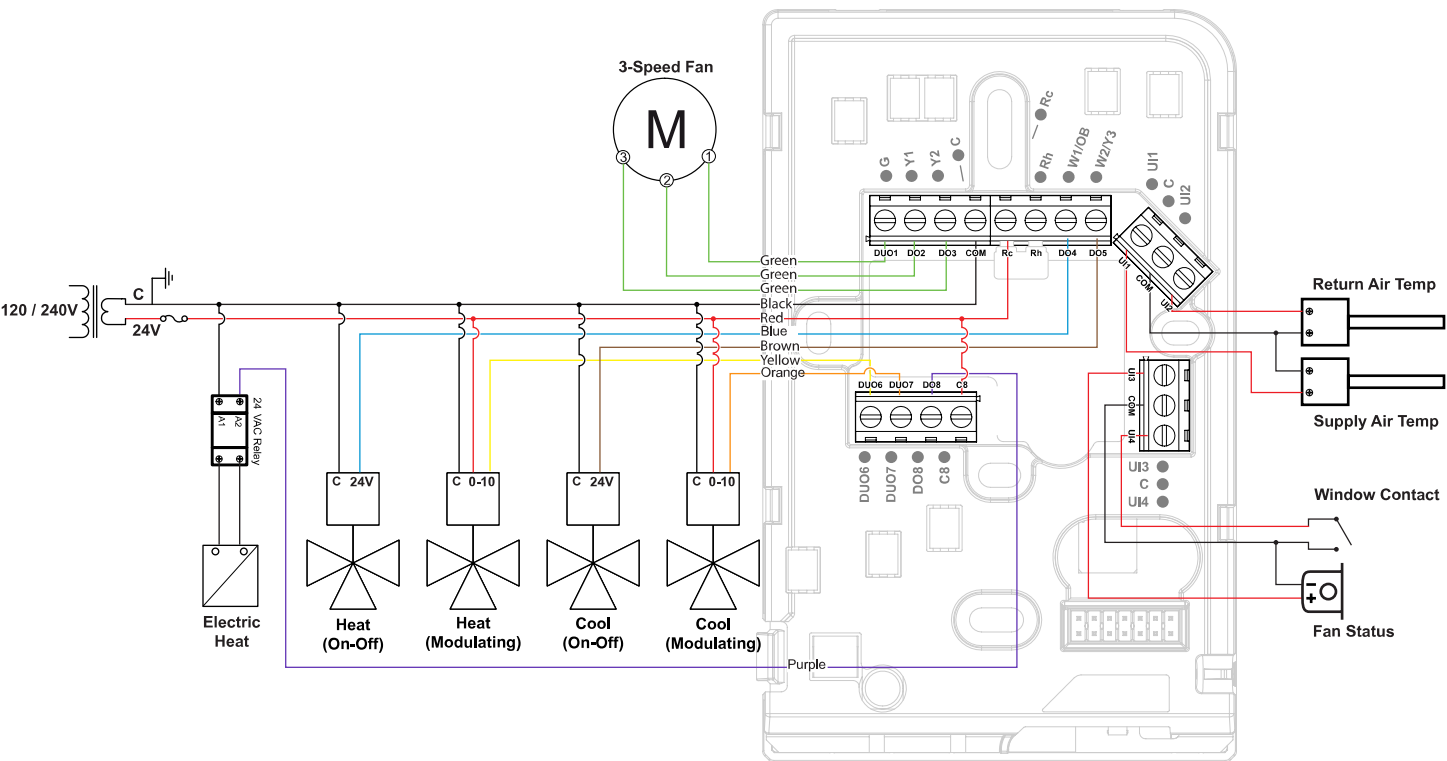 3-Speed Fan
M
3
1
2
G
Y1
Y2
C
Rc
Rh
W1/OB
W2/Y3
UI1
C
UI2
DUO1 DO2 DO3 COM Rc Rh DO4 DO5
UI1
COM
UI2
Green
Green
Green
Black
Red
Blue
Brown
Yellow
Orange
120 / 240V
C
24V
Return Air Temp
Supply Air Temp
DUO6 DUO7 DO8 C8
DUO6
DUO7
DO8
C8
UI3
COM
UI4
UI3
C
UI4
A1
A2
24 VAC Relay
C 24V
C 0-10
C 24V
C 0-10
Window Contact
Fan Status
Electric
Heat
Heat
(On-Off)
Heat
(Modulating)
Cool
(On-Off)
Cool
(Modulating)
Purple